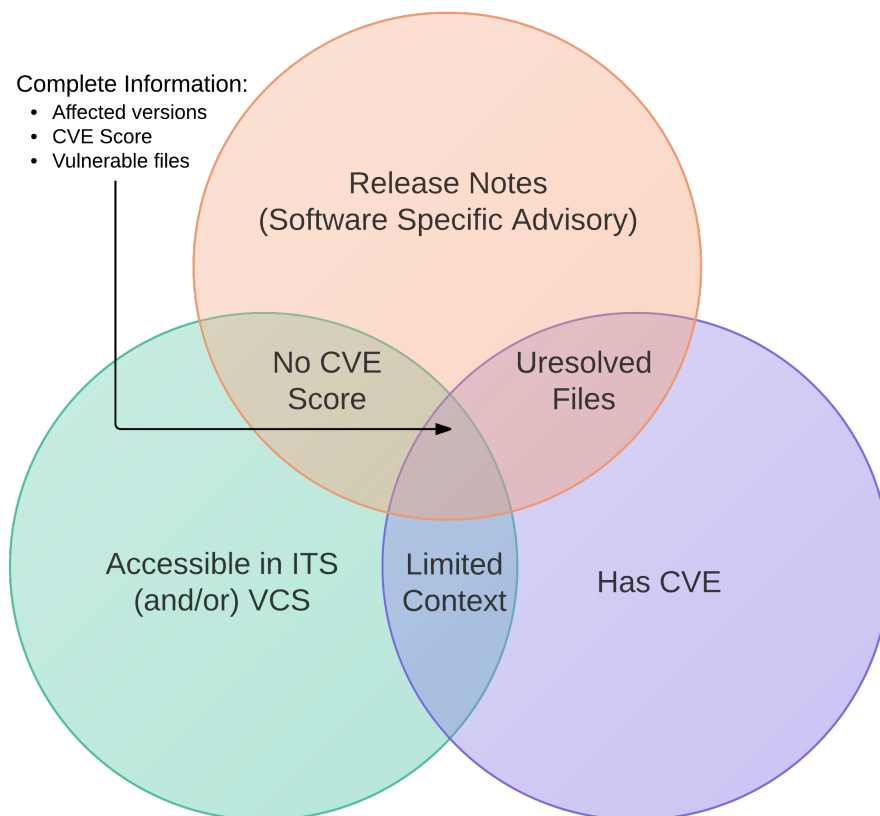 Complete Information:
• Affected versions
• CVE Score
• Vulnerable files
Release Notes
(Software Specific Advisory)
No CVE
Score
Uresolved
Files
Accessible in ITS
(and/or) VCS
Limited
Context
Has CVE